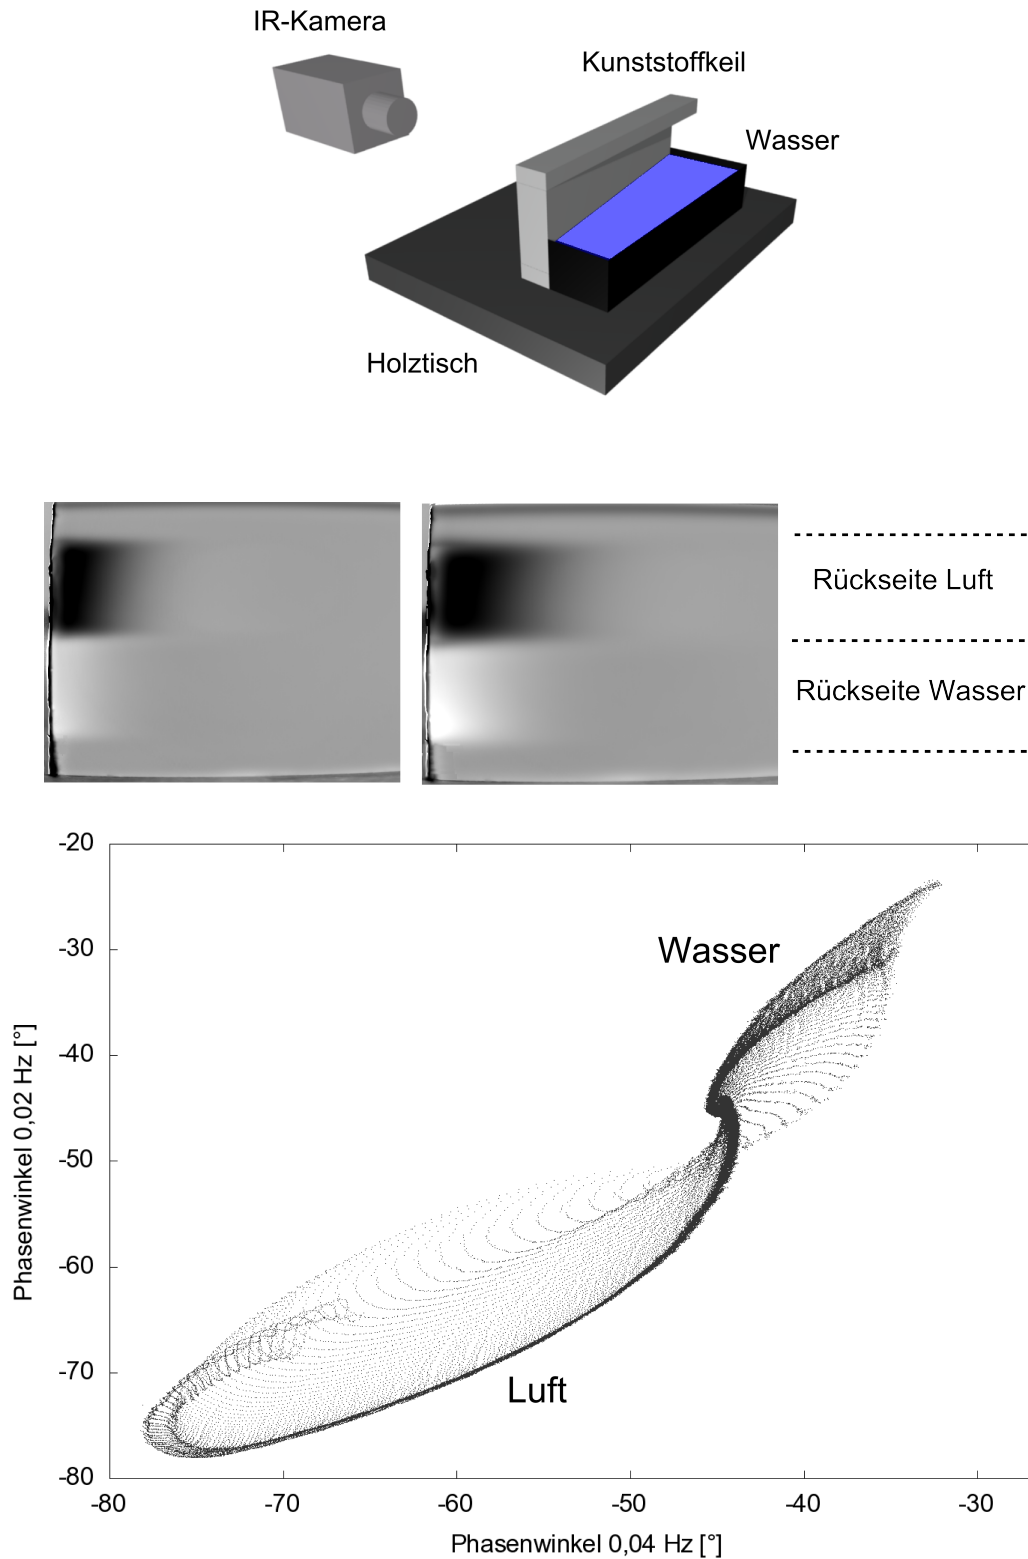 IR-Kamera
Kunststoffkeil
Wasser
Holztisch
Rückseite Luft
Rückseite Wasser
-20
-30
-40
-50
-60
-70
-80
Phasenwinkel 0,02 Hz [°]
Wasser
Luft
-80
-70
-60
-50
-40
-30
Phasenwinkel 0,04 Hz [°]